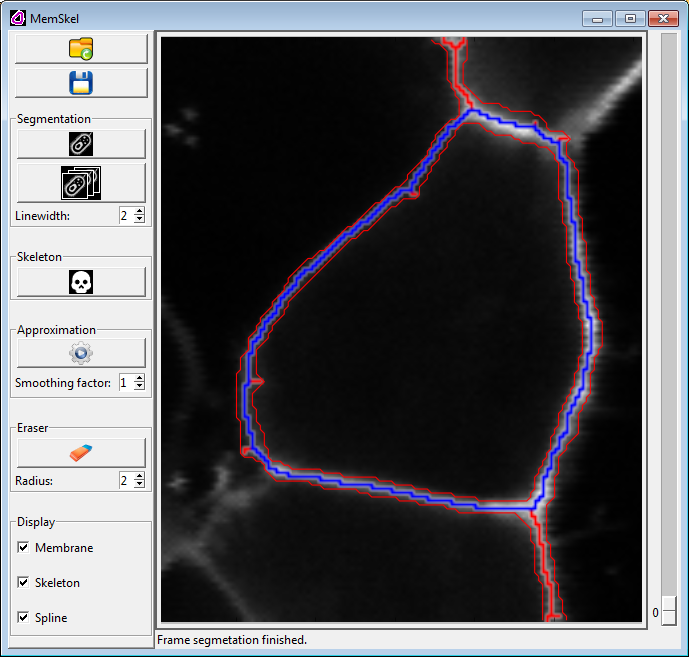 MemSkel
Segmentation
Linewidth: 2
Skeleton
Approximation
Smoothing factor: 1
Eraser
Radius: 2
Display
Membrane
Skeleton
Spline
0
Frame segmetation finished.